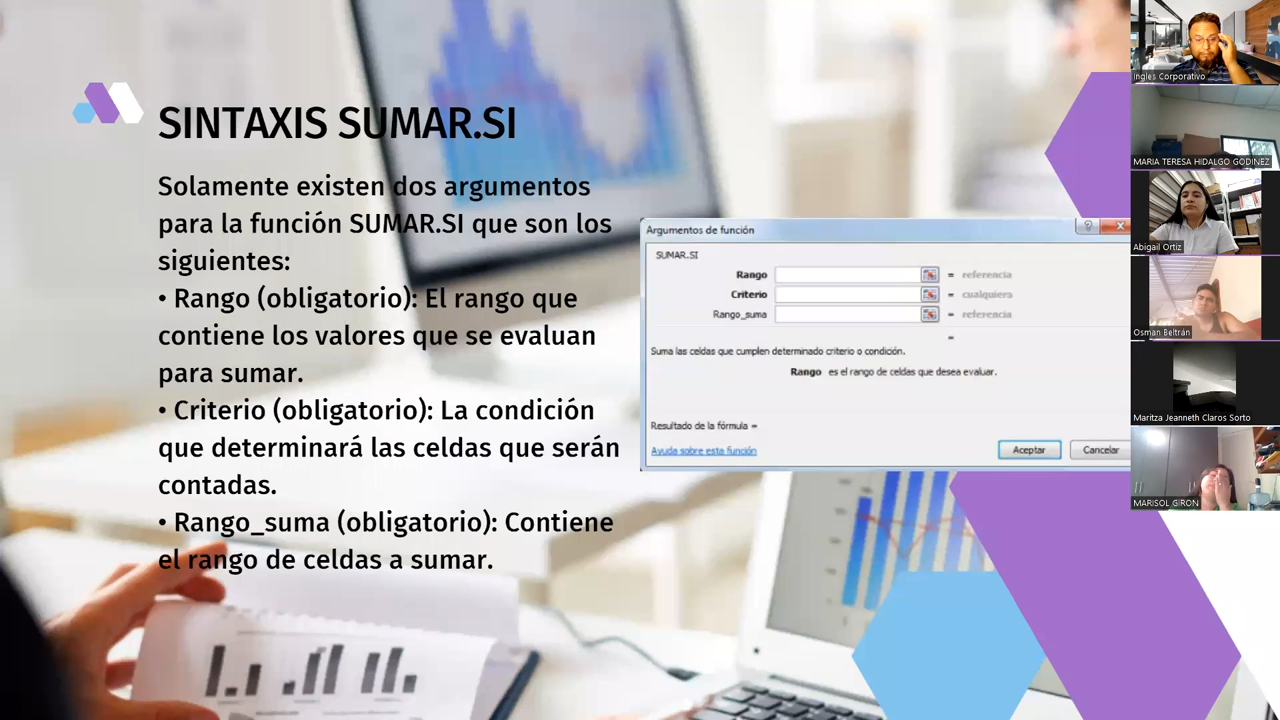 SINTAXIS SUMAR.SI
Solamente existen dos argumentos
para la función SUMAR.SI que son los
siguientes:
• Rango (obligatorio): El rango que
contiene los valores que se evaluan
para sumar.
• Criterio (obligatorio): La condición
que determinará las celdas que serán
contadas.
• Rango_suma (obligatorio): Contiene
el rango de celdas a sumar.
Argumentos de función
SUMAR.SI
Rango = referencia
Criterio = cualquiera
Rango_suma = referencia
=
Suma las celdas que cumplen determinado criterio o condición.
Rango es el rango de celdas que desea evaluar.
Resultado de la fórmula =
Ayuda sobre esta función
Aceptar
Cancelar
Ingles Corporativo
MARIA TERESA HIDALGO GODINEZ
Abigail Ortiz
Osman Beltrán
Maritza Jeanneth Claros Sorto
MARISOL GIRON